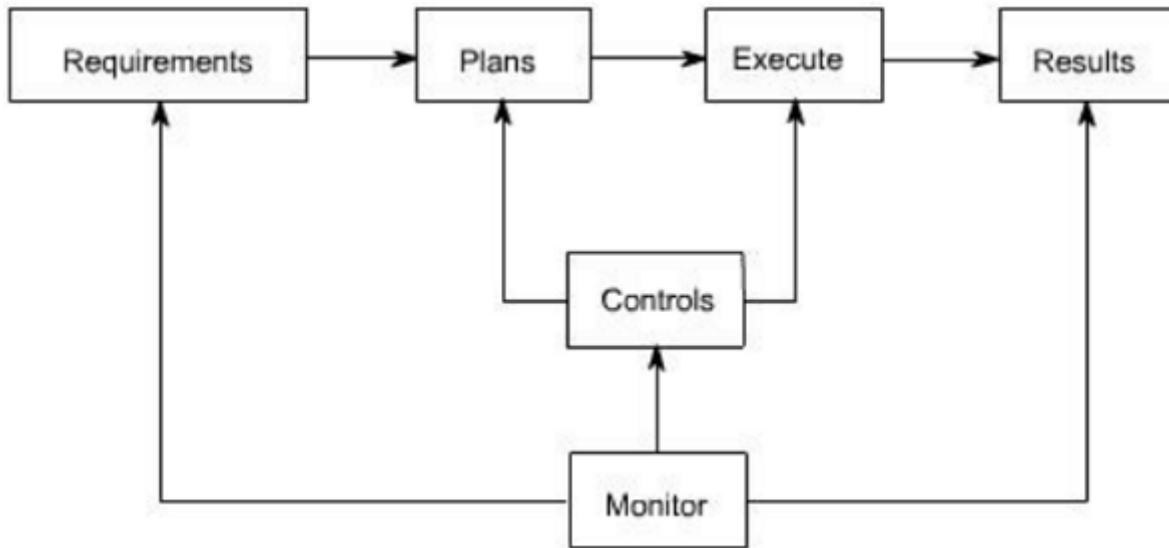 Requirements
Plans
Execute
Results
Controls
Monitor